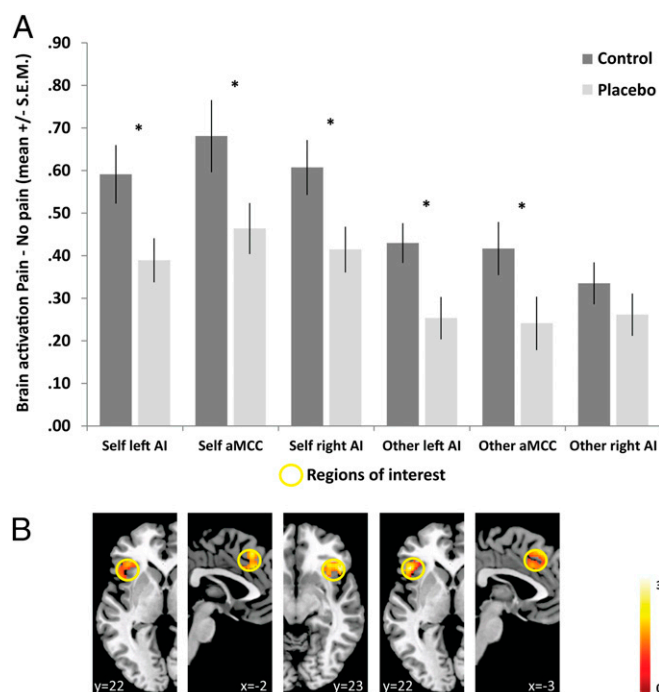 A
Brain activation Pain - No pain (mean +/- S.E.M.)
.90
.80
.70
.60
.50
.40
.30
.20
.10
.00
Control
Placebo
*
*
*
*
*
Self left AI
Self aMCC
Self right AI
Other left AI
Other aMCC
Other right AI
Regions of interest
B
y=22
x=-2
y=23
y=22
x=-3
3